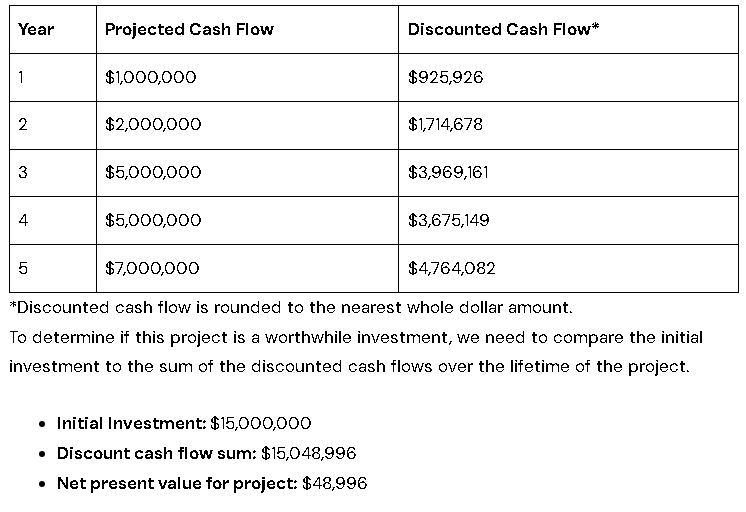 Year Projected Cash Flow Discounted Cash Flow*
1 $1,000,000 $925,926
2 $2,000,000 $1,714,678
3 $5,000,000 $3,969,161
4 $5,000,000 $3,675,149
5 $7,000,000 $4,764,082
*Discounted cash flow is rounded to the nearest whole dollar amount.
To determine if this project is a worthwhile investment, we need to compare the initial
investment to the sum of the discounted cash flows over the lifetime of the project.
• Initial Investment: $15,000,000
• Discount cash flow sum: $15,048,996
• Net present value for project: $48,996